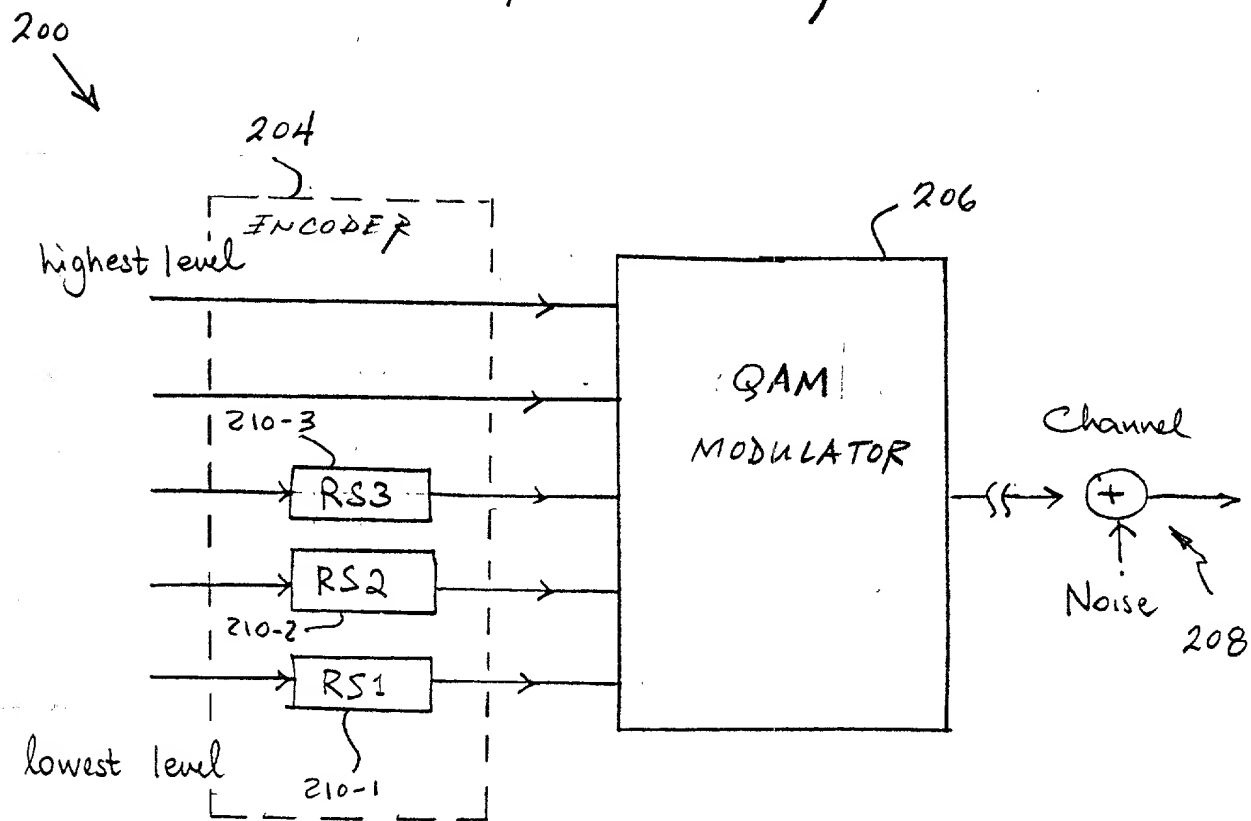 200
204
ENCODER
206
highest level
QAM
MODULATOR
210-3
RS3
Channel
+
RS2
210-2
Noise
208
RS1
lowest level
210-1